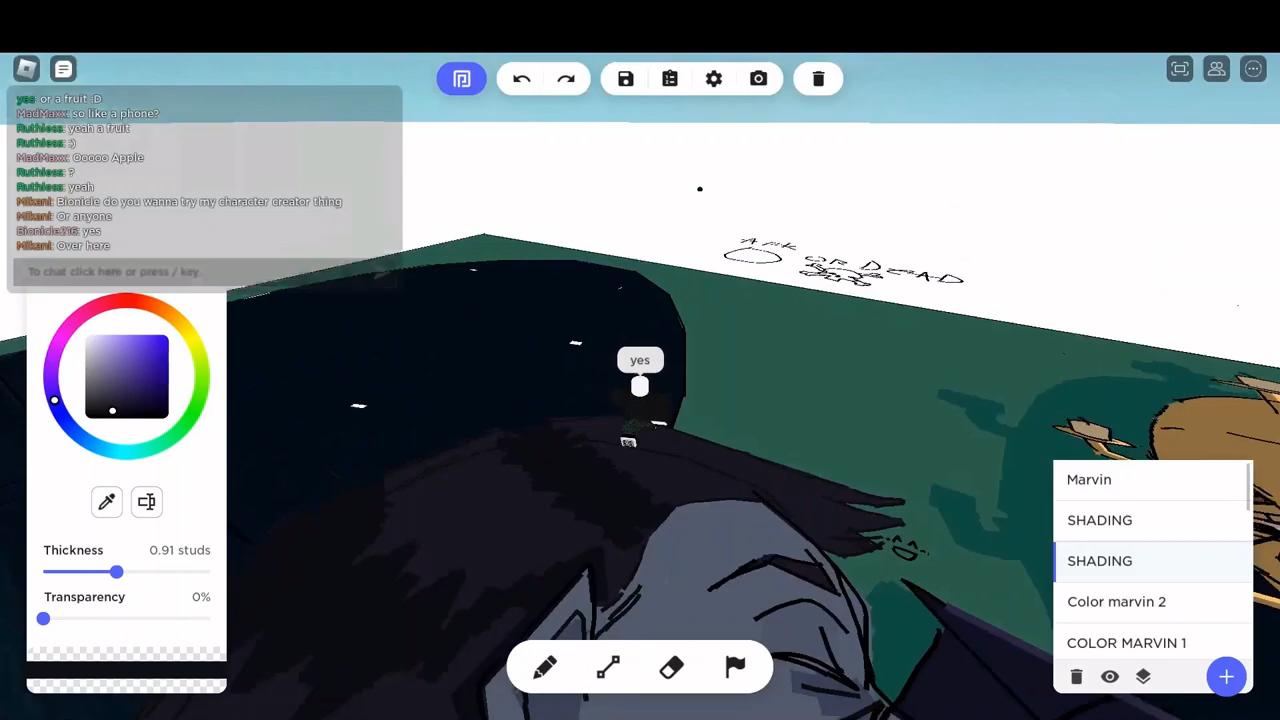 yes or a fruit :D
MadMaxx: so like a phone?
Ruthless: yeah a fruit
Ruthless: :)
MadMaxx: Ooooo Apple
Ruthless: ?
Ruthless: yeah
Mikani: Bionicle do you wanna try my character creator thing
Mikani: Or anyone
Bionicle316: yes
Mikani: Over here
To chat click here or press / key.
yes
OR DEAD
Thickness 0.91 studs
Transparency 0%
Marvin
SHADING
SHADING
Color marvin 2
COLOR MARVIN 1